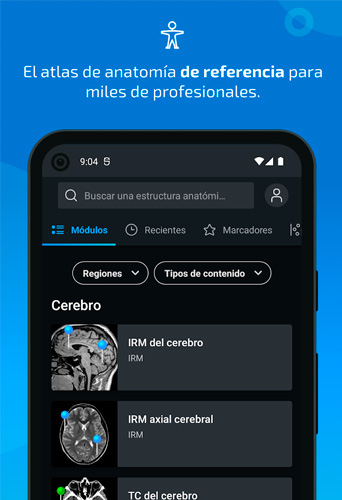 El atlas de anatomía de referencia para
miles de profesionales.
9:04
Buscar una estructura anatómi...
Módulos
Recientes
Marcadores
Regiones
Tipos de contenido
Cerebro
IRM del cerebro
IRM
IRM axial cerebral
IRM
TC del cerebro